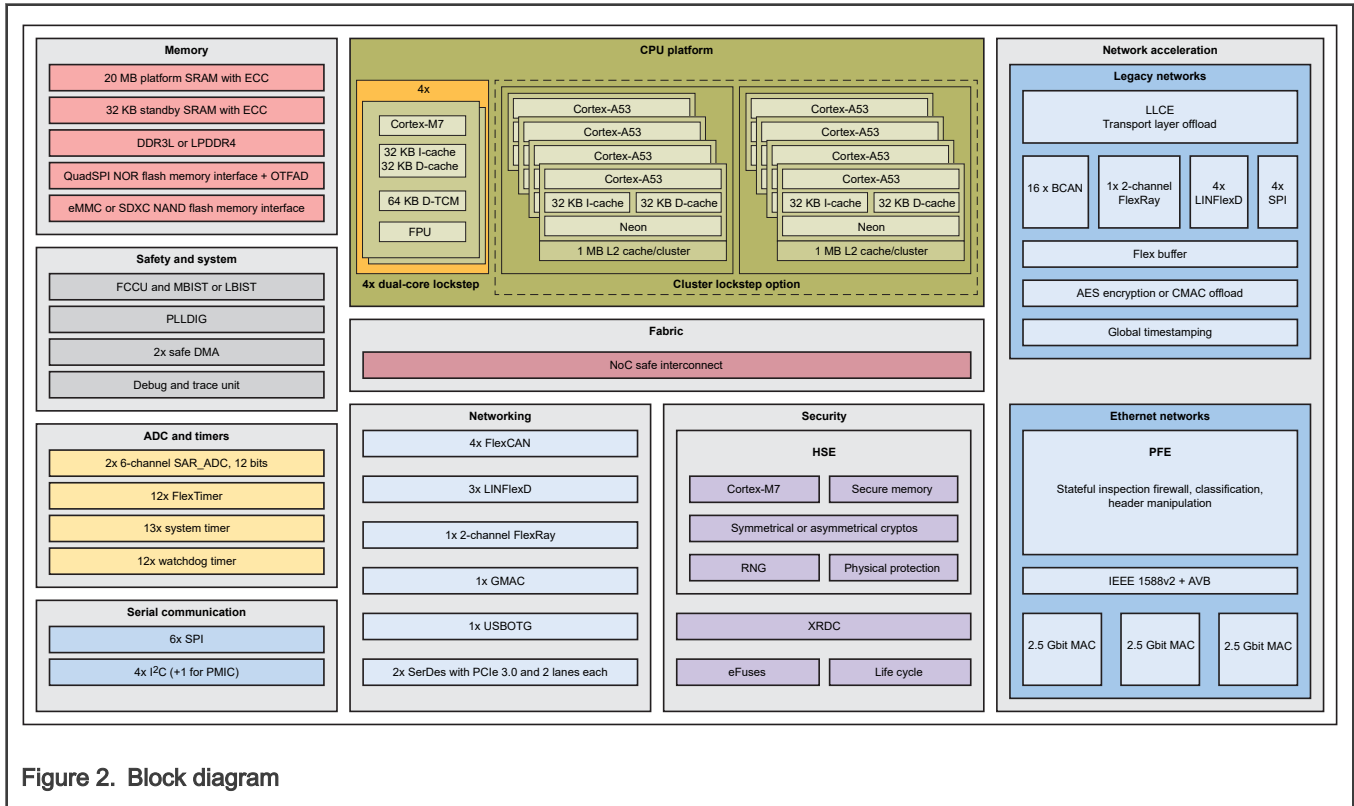 Memory
20 MB platform SRAM with ECC
32 KB standby SRAM with ECC
DDR3L or LPDDR4
QuadSPI NOR flash memory interface + OTFAD
eMMC or SDXC NAND flash memory interface
Safety and system
FCCU and MBIST or LBIST
PLLDIG
2x safe DMA
Debug and trace unit
ADC and timers
2x 6-channel SAR_ADC, 12 bits
12x FlexTimer
13x system timer
12x watchdog timer
Serial communication
6x SPI
4x I²C (+1 for PMIC)
CPU platform
4x
Cortex-M7
32 KB I-cache
32 KB D-cache
64 KB D-TCM
FPU
4x dual-core lockstep
Cortex-A53
Cortex-A53
Cortex-A53
Cortex-A53
32 KB I-cache
32 KB D-cache
Neon
1 MB L2 cache/cluster
Cortex-A53
Cortex-A53
Cortex-A53
Cortex-A53
32 KB I-cache
32 KB D-cache
Neon
1 MB L2 cache/cluster
Cluster lockstep option
Fabric
NoC safe interconnect
Networking
4x FlexCAN
3x LINFlexD
1x 2-channel FlexRay
1x GMAC
1x USBOTG
2x SerDes with PCIe 3.0 and 2 lanes each
Security
HSE
Cortex-M7
Secure memory
Symmetrical or asymmetrical cryptos
RNG
Physical protection
XRDC
eFuses
Life cycle
Network acceleration
Legacy networks
LLCE
Transport layer offload
16 x BCAN
1x 2-channel
FlexRay
4x
LINFlexD
4x
SPI
Flex buffer
AES encryption or CMAC offload
Global timestamping
Ethernet networks
PFE
Stateful inspection firewall, classification,
header manipulation
IEEE 1588v2 + AVB
2.5 Gbit MAC
2.5 Gbit MAC
2.5 Gbit MAC
Figure 2. Block diagram